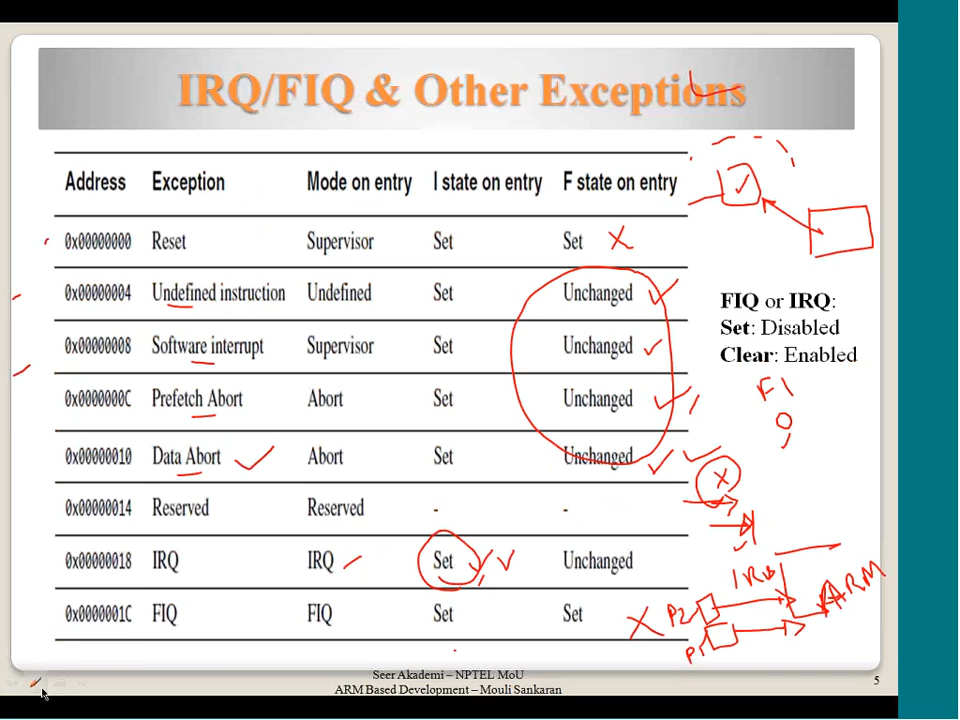 IRQ/FIQ & Other Exceptions
Address Exception Mode on entry I state on entry F state on entry
0x00000000 Reset Supervisor Set Set
0x00000004 Undefined instruction Undefined Set Unchanged
0x00000008 Software interrupt Supervisor Set Unchanged
0x0000000C Prefetch Abort Abort Set Unchanged
0x00000010 Data Abort Abort Set Unchanged
0x00000014 Reserved Reserved - -
0x00000018 IRQ IRQ Set Unchanged
0x0000001C FIQ FIQ Set Set
FIQ or IRQ:
Set: Disabled
Clear: Enabled
ARM
P2
P1
Seer Akademi – NPTEL MoU
ARM Based Development – Mouli Sankaran
5